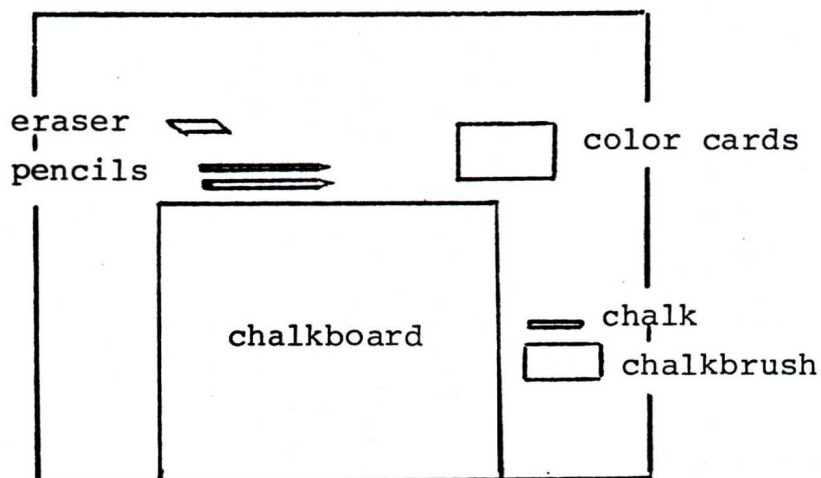 eraser
color cards
pencils
chalk
chalkboard
chalkbrush